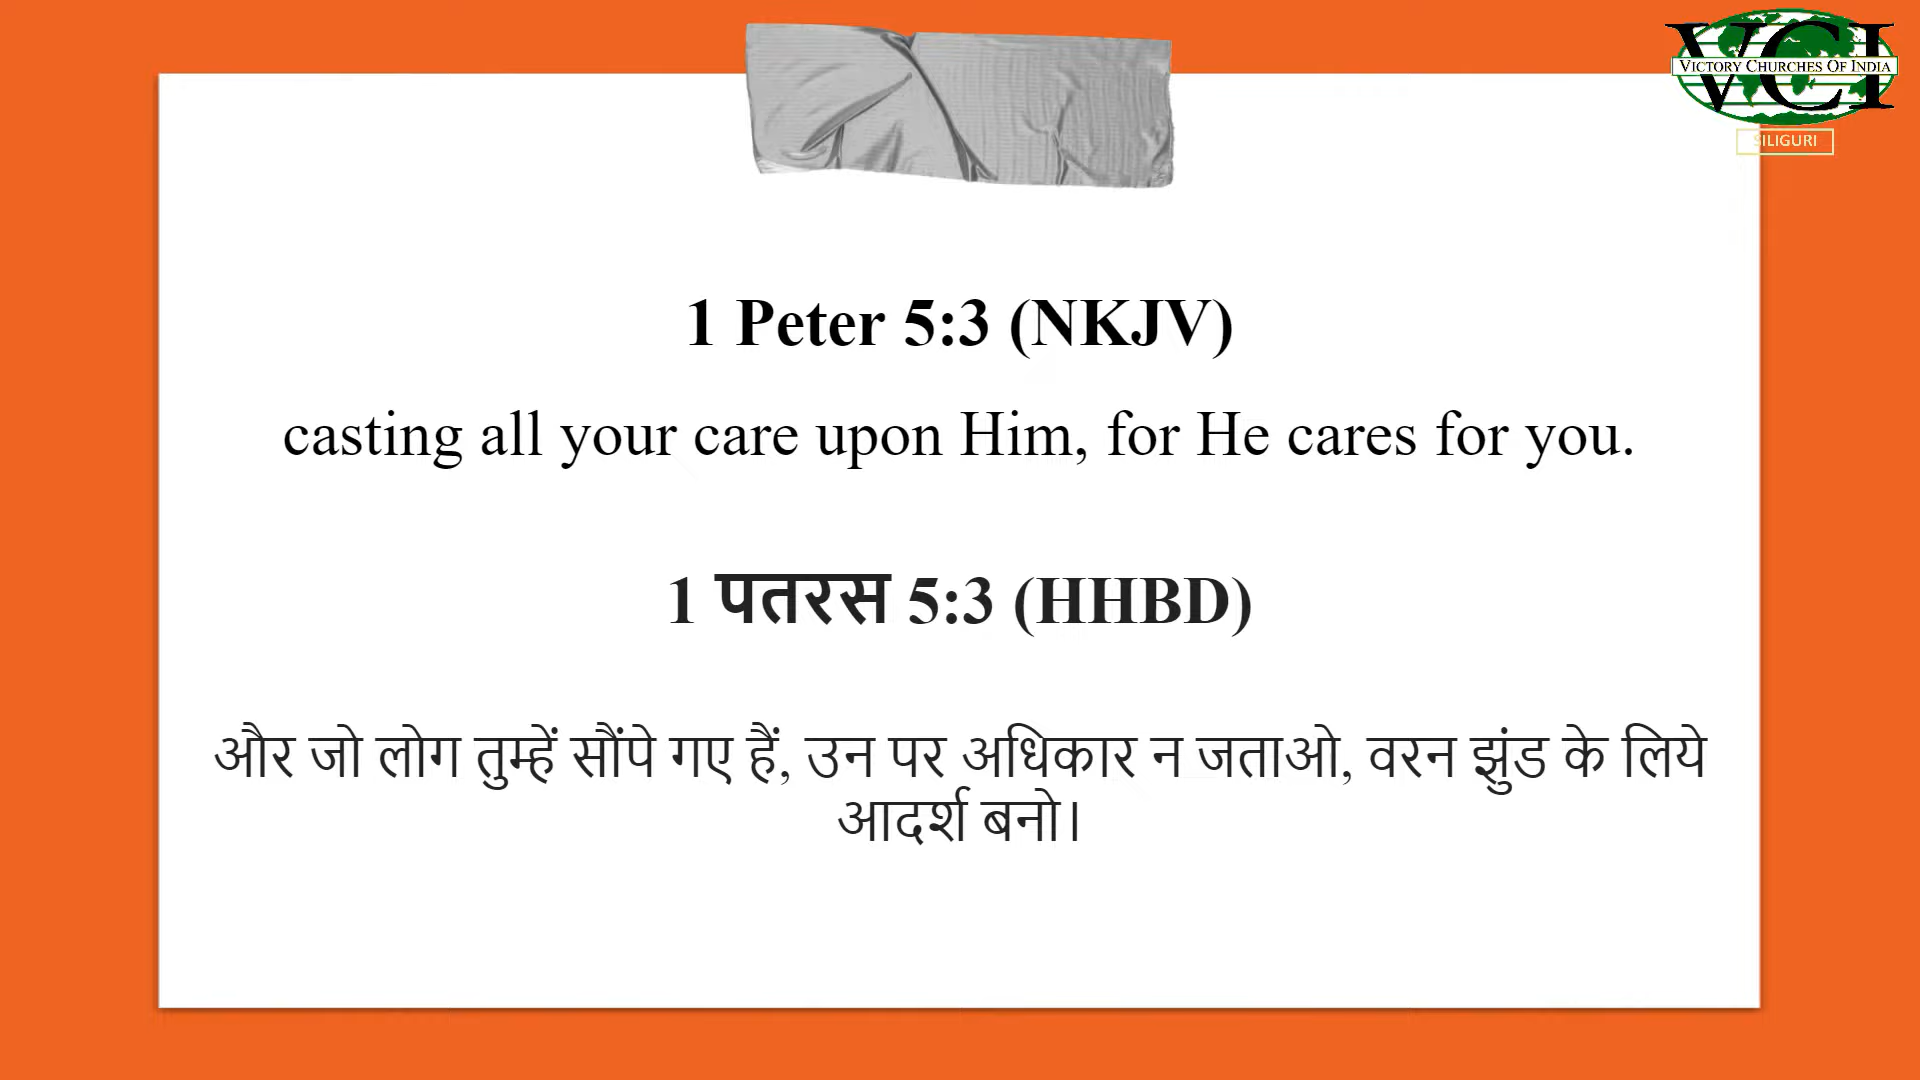 VCI
VICTORY CHURCHES OF INDIA
SILIGURI
1 Peter 5:3 (NKJV)
casting all your care upon Him, for He cares for you.
1 पतरस 5:3 (HHBD)
और जो लोग तुम्हें सौंपे गए हैं, उन पर अधिकार न जताओ, वरन झुंड के लिये
आदर्श बनो।